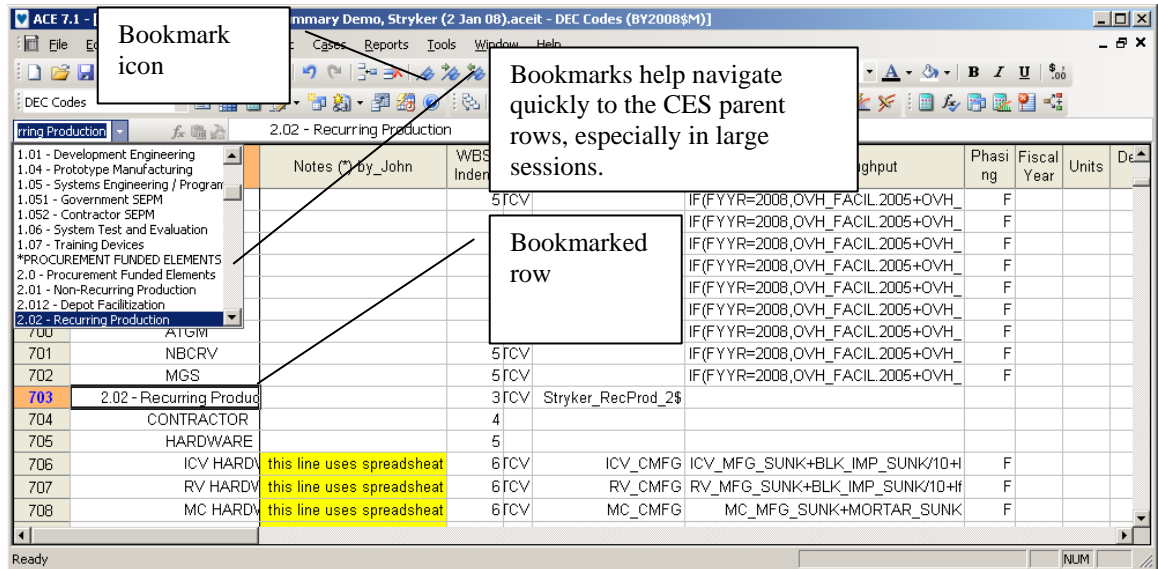 ACE 7.1 - [ mmary Demo, Stryker (2 Jan 08).aceit - DEC Codes (BY2008$M)]
File Cases Reports Tools Window Help
Bookmark
icon
Bookmarks help navigate
quickly to the CES parent
rows, especially in large
sessions.
B I U
DEC Codes
rring Production 2.02 - Recurring Production
Notes (*) by_John WBS Inden ughput Phasi ng Fiscal Year Units De
1.01 - Development Engineering
1.04 - Prototype Manufacturing
1.05 - Systems Engineering / Program
1.051 - Government SEPM
1.052 - Contractor SEPM
1.06 - System Test and Evaluation
1.07 - Training Devices
*PROCUREMENT FUNDED ELEMENTS
2.0 - Procurement Funded Elements
2.01 - Non-Recurring Production
2.012 - Depot Facilitization
2.02 - Recurring Production
5 ΓCV IF(FYYR=2008,OVH_FACIL.2005+OVH_ F
IF(FYYR=2008,OVH_FACIL.2005+OVH_ F
IF(FYYR=2008,OVH_FACIL.2005+OVH_ F
IF(FYYR=2008,OVH_FACIL.2005+OVH_ F
IF(FYYR=2008,OVH_FACIL.2005+OVH_ F
IF(FYYR=2008,OVH_FACIL.2005+OVH_ F
Bookmarked
row
700 ATGM IF(FYYR=2008,OVH_FACIL.2005+OVH_ F
701 NBCRV 5 ΓCV IF(FYYR=2008,OVH_FACIL.2005+OVH_ F
702 MGS 5 ΓCV IF(FYYR=2008,OVH_FACIL.2005+OVH_ F
703 2.02 - Recurring Produc 3 ΓCV Stryker_RecProd_2$
704 CONTRACTOR 4
705 HARDWARE 5
706 ICV HARDV this line uses spreadsheat 6 ΓCV ICV_CMFG ICV_MFG_SUNK+BLK_IMP_SUNK/10+I F
707 RV HARDV this line uses spreadsheat 6 ΓCV RV_CMFG RV_MFG_SUNK+BLK_IMP_SUNK/10+If F
708 MC HARDV this line uses spreadsheat 6 ΓCV MC_CMFG MC_MFG_SUNK+MORTAR_SUNK F
Ready NUM